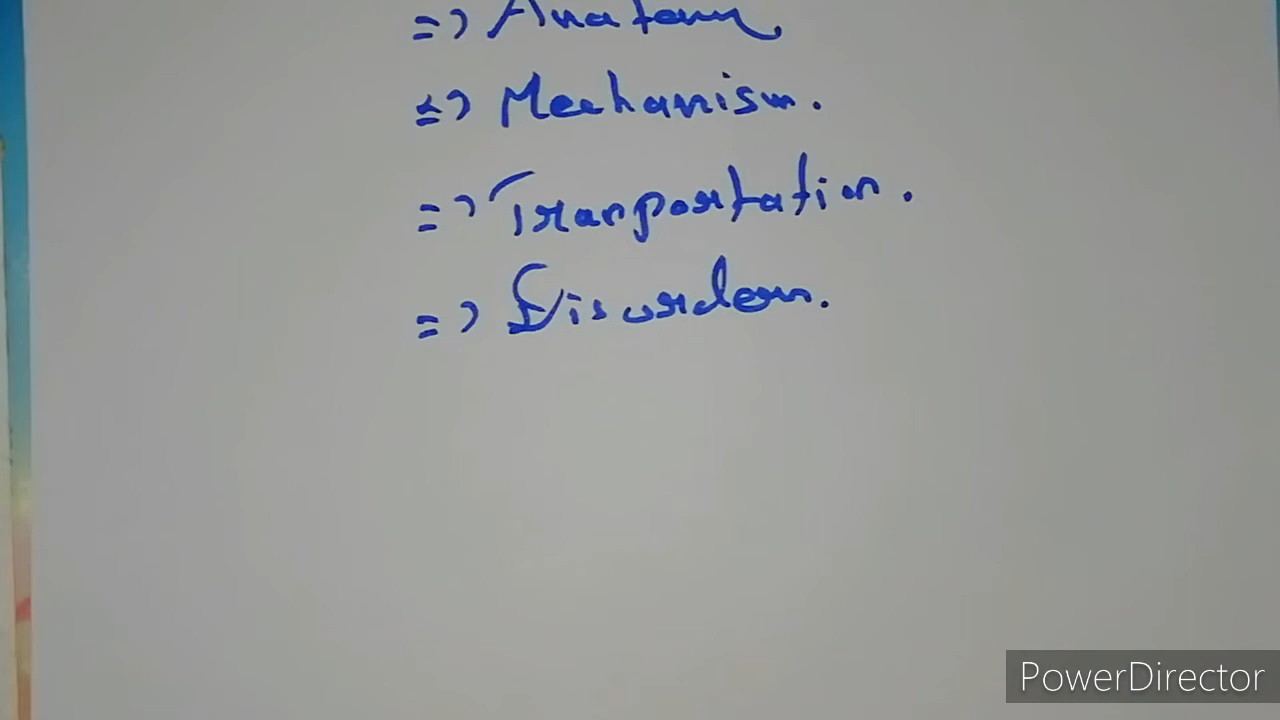 => Anatomy
=> Mechanism.
=> Tranportation.
=> Disorders.
PowerDirector